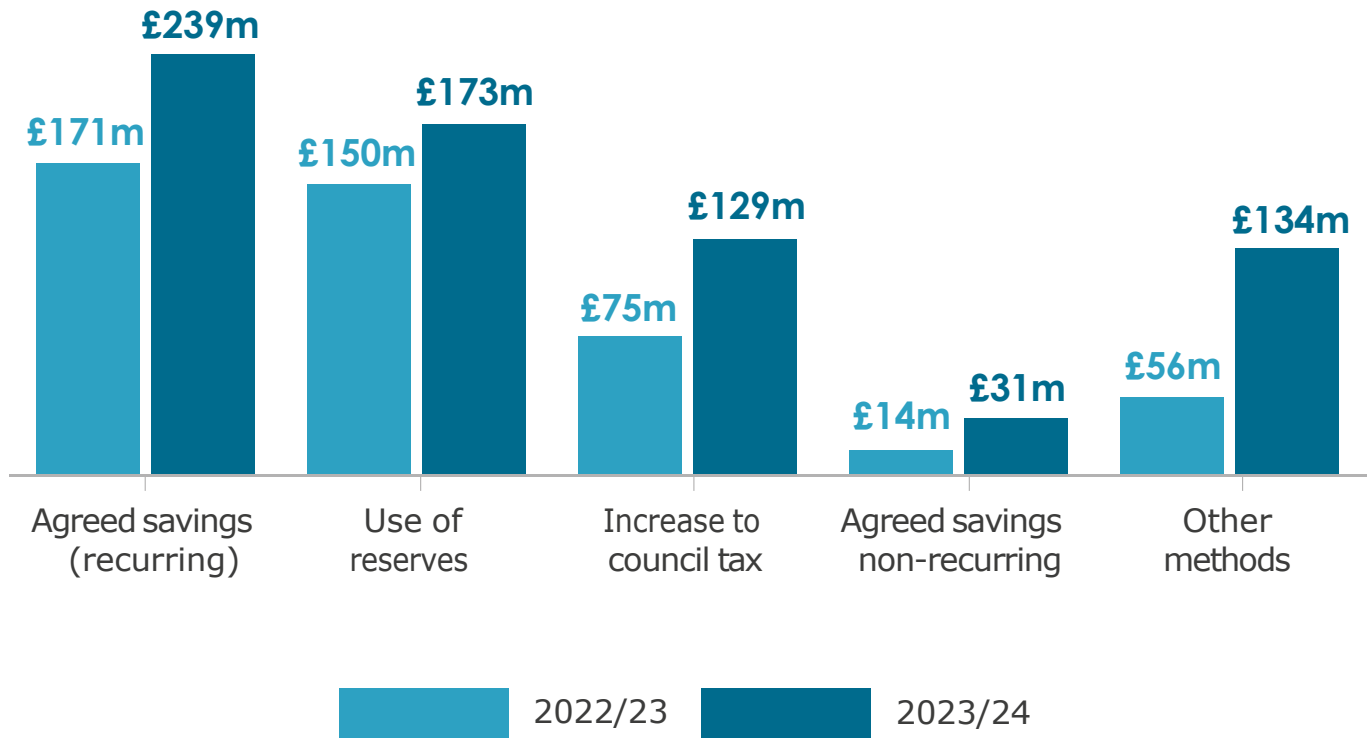 £239m
£171m
£173m
£150m
£129m
£75m
£31m
£14m
£134m
£56m
Agreed savings
(recurring)
Use of
reserves
Increase to
council tax
Agreed savings
non-recurring
Other
methods
2022/23
2023/24